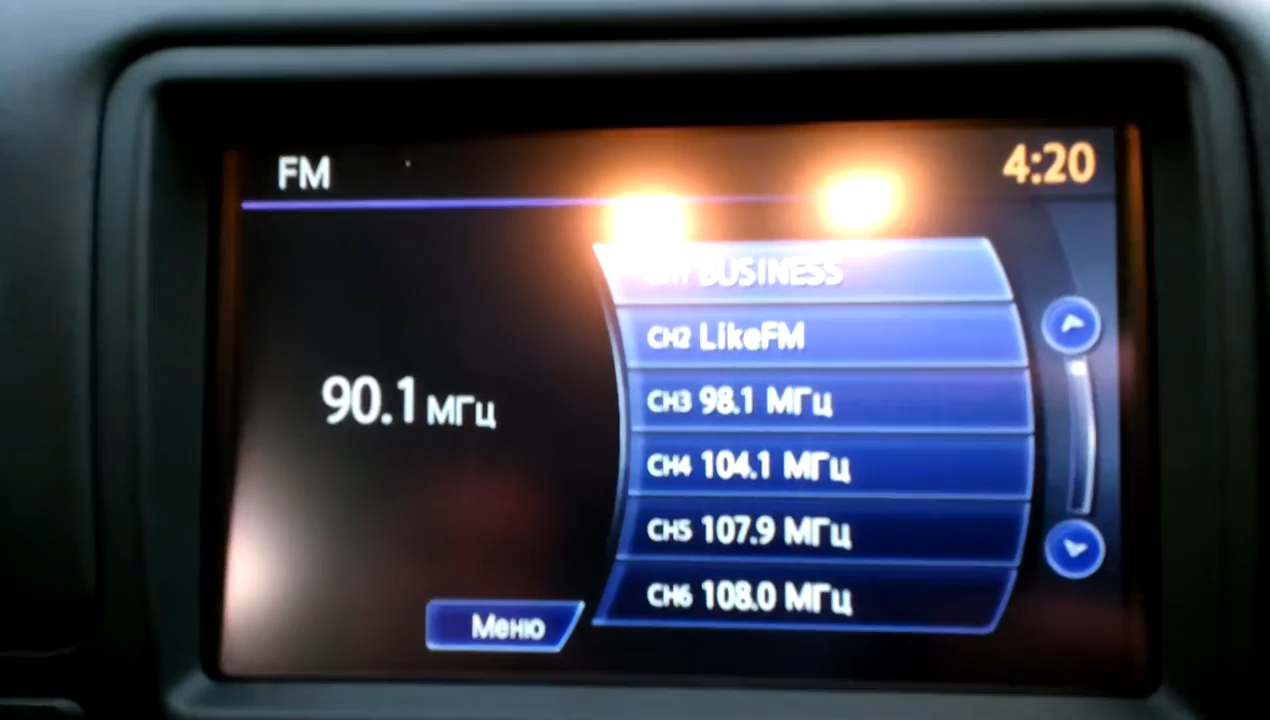 FM
4:20
BUSINESS
CH2 LikeFM
90.1 МГц
CH3 98.1 МГц
CH4 104.1 МГц
CH5 107.9 МГц
CH6 108.0 МГц
Меню